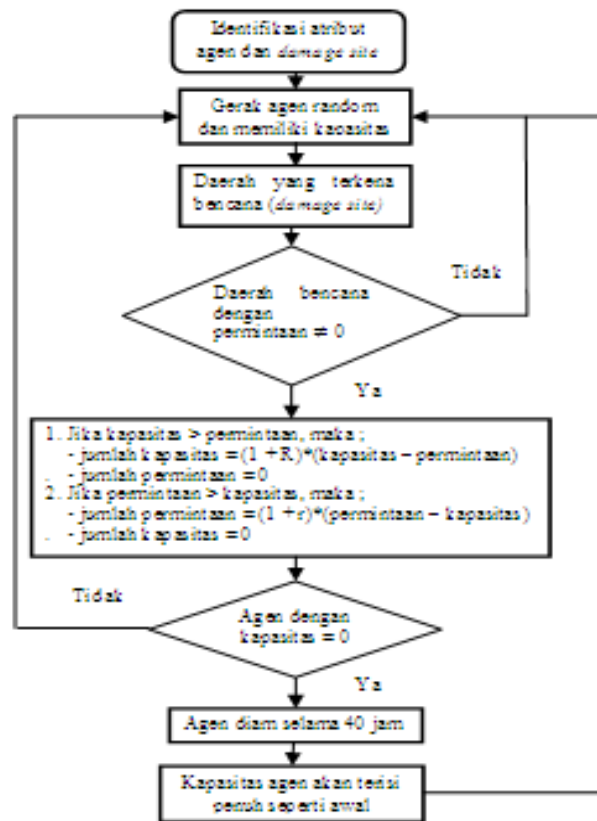 Identifikasi atribut
agen dan damage site
Gerak agen random
dan memiliki kapasitas
Daerah yang terkena
bencana (damage site)
Tidak
Daerah bencana
dengan
permintaan ≠ 0
Ya
1. Jika kapasitas > permintaan, maka ;
- jumlah kapasitas = (1 + R)*(kapasitas – permintaan)
. - jumlah permintaan = 0
2. Jika permintaan > kapasitas, maka ;
- jumlah permintaan = (1 + r)*(permintaan – kapasitas)
. - jumlah kapasitas = 0
Tidak
Agen dengan
kapasitas = 0
Ya
Agen diam selama 40 jam
Kapasitas agen akan terisi
penuh seperti awal